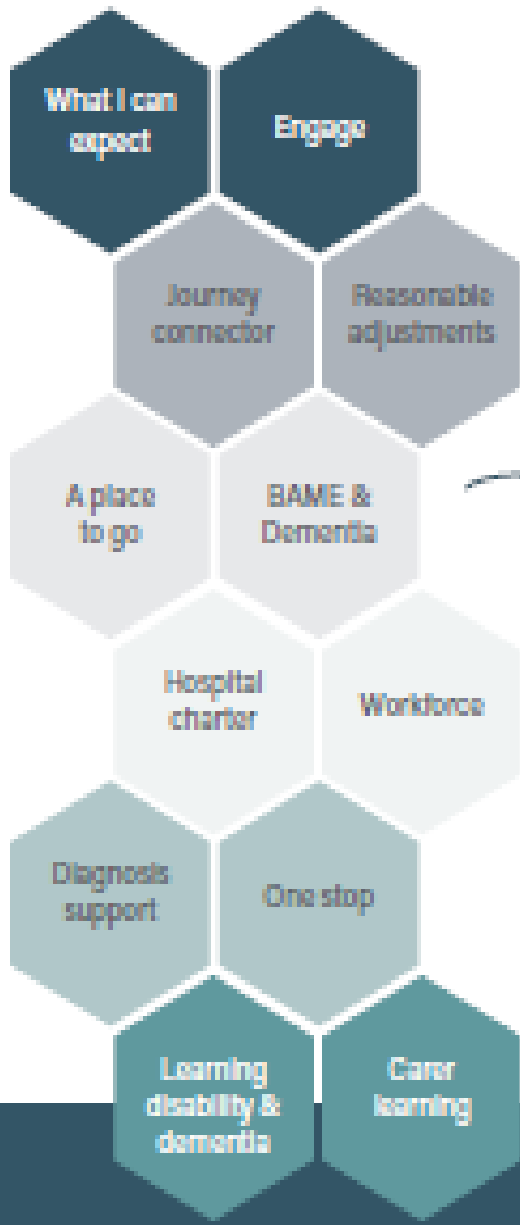 What I can
expect
Engage
Journey
connector
Reasonable
adjustments
A place
to go
BAME &
Dementia
Hospital
charter
Workforce
Diagnosis
support
One stop
Learning
disability &
dementia
Carer
learning